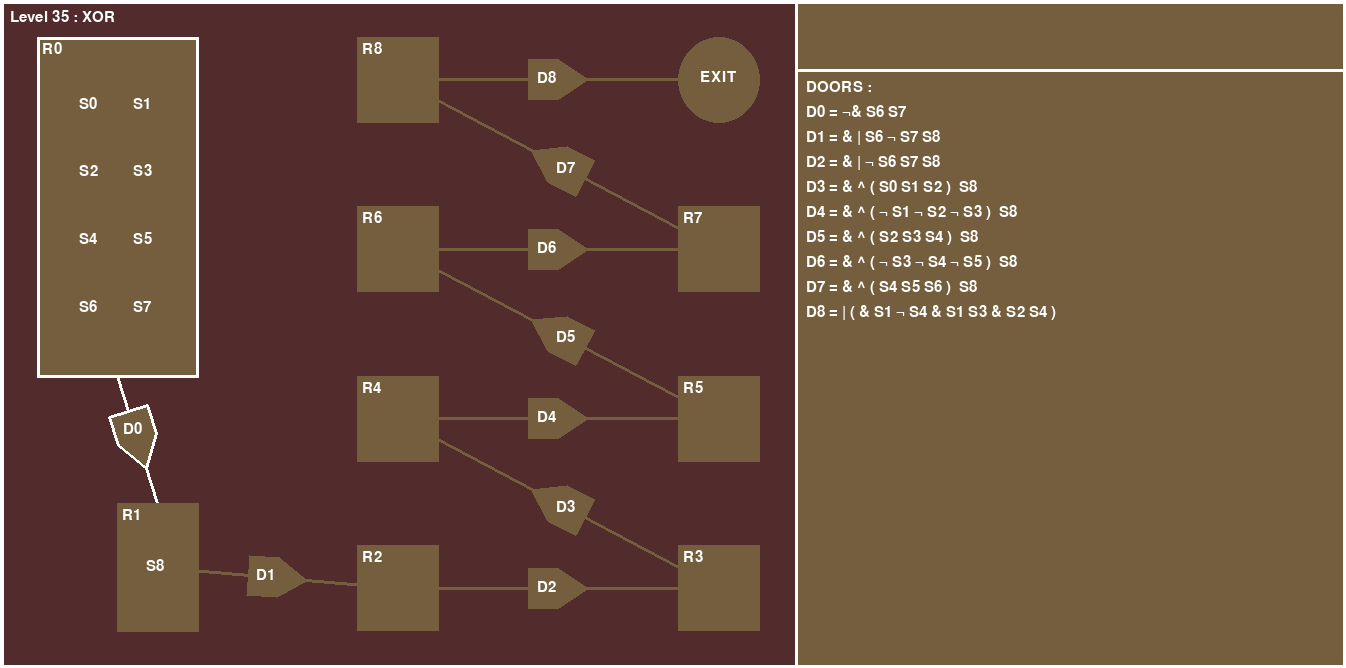 Level 35 : XOR
R0
S0 S1
S2 S3
S4 S5
S6 S7
D0
R1
S8
D1
R8
D8
EXIT
D7
R6
D6
R7
D5
R4
D4
R5
D3
R2
D2
R3
DOORS :
D0 = ¬& S6 S7
D1 = & | S6 ¬ S7 S8
D2 = & | ¬ S6 S7 S8
D3 = & ^ ( S0 S1 S2 ) S8
D4 = & ^ ( ¬ S1 ¬ S2 ¬ S3 ) S8
D5 = & ^ ( S2 S3 S4 ) S8
D6 = & ^ ( ¬ S3 ¬ S4 ¬ S5 ) S8
D7 = & ^ ( S4 S5 S6 ) S8
D8 = | ( & S1 ¬ S4 & S1 S3 & S2 S4 )